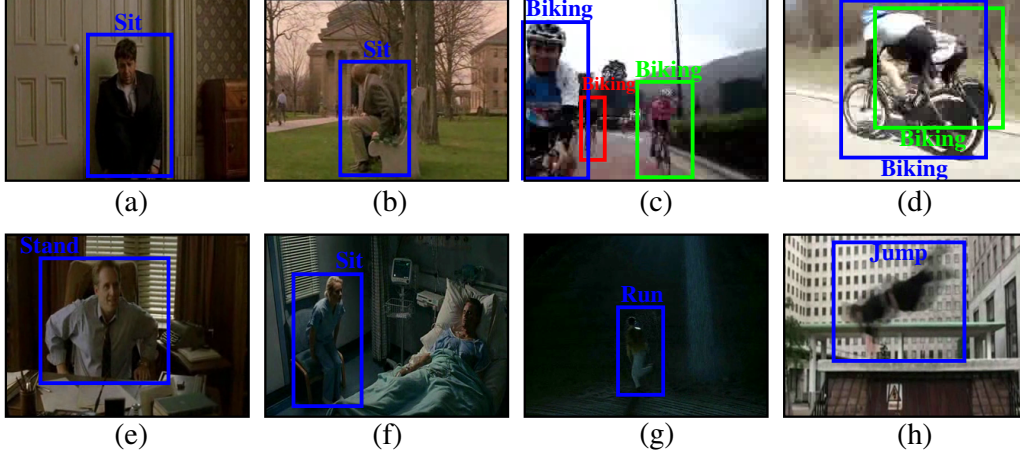 Sit
Sit
Biking
Biking
Biking
Biking
Biking
(a)
(b)
(c)
(d)
Stand
Sit
Run
Jump
(e)
(f)
(g)
(h)